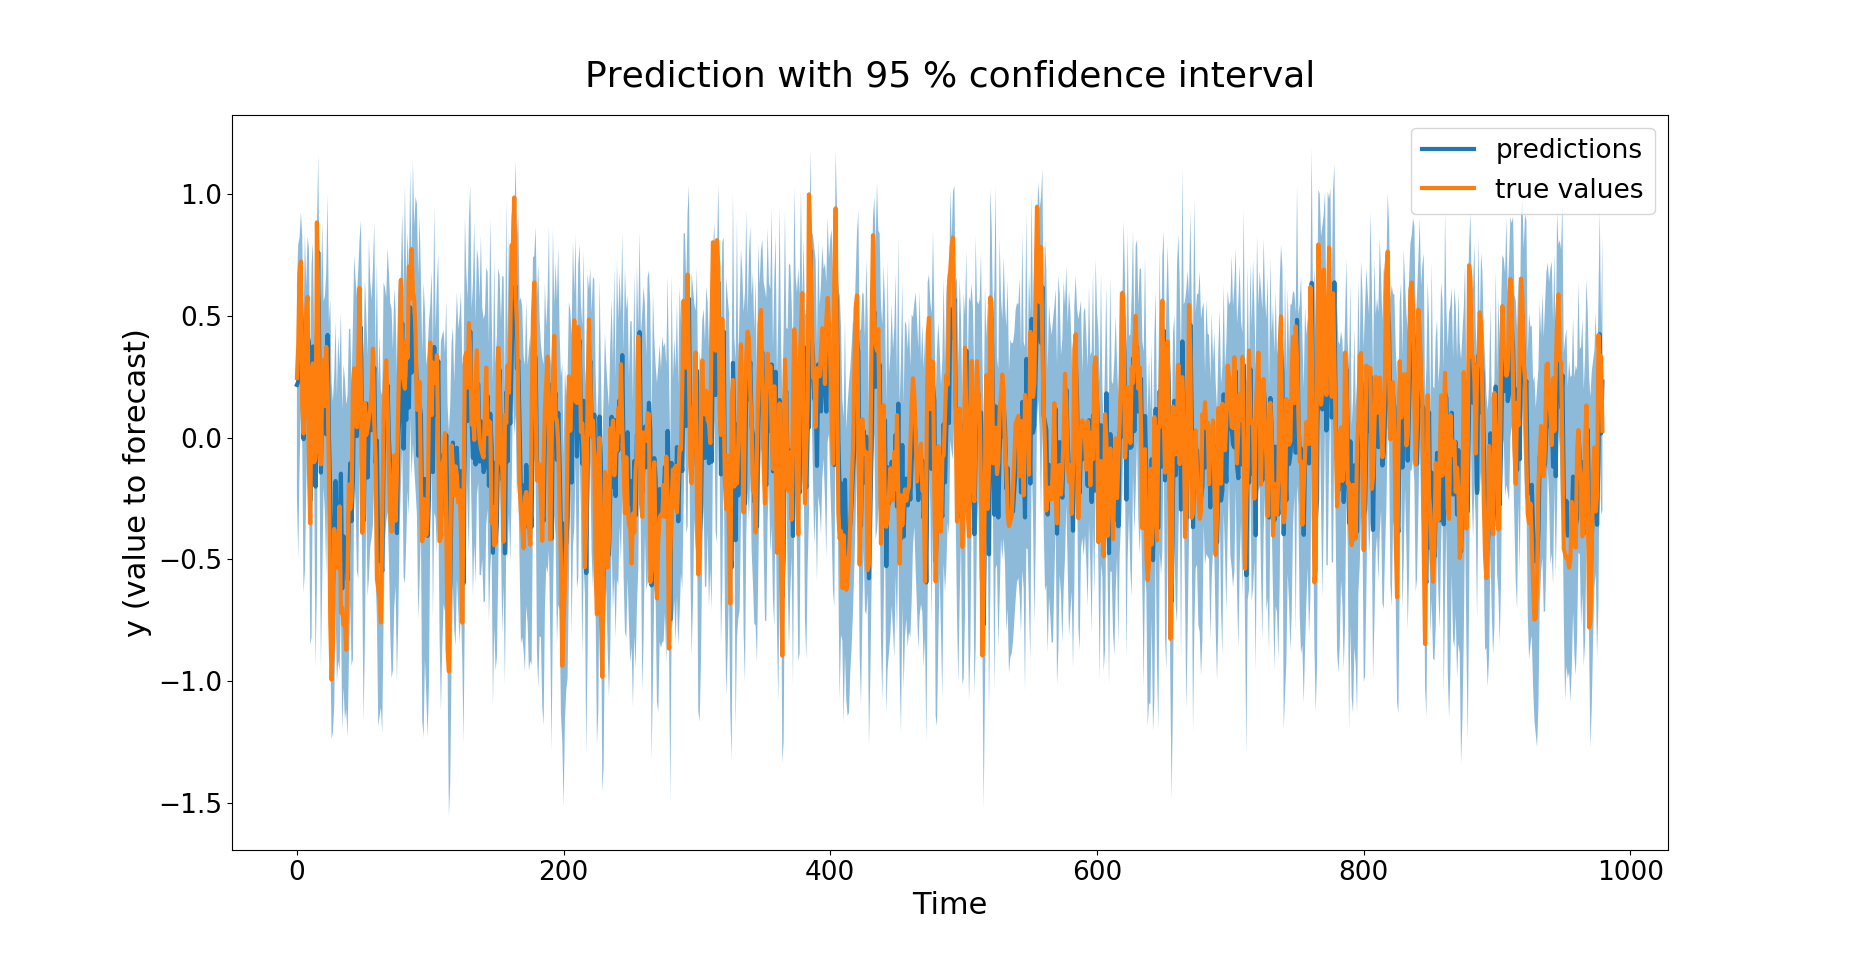 Prediction with 95 % confidence interval
predictions
true values
y (value to forecast)
1.0
0.5
0.0
−0.5
−1.0
−1.5
0 200 400 600 800 1000
Time